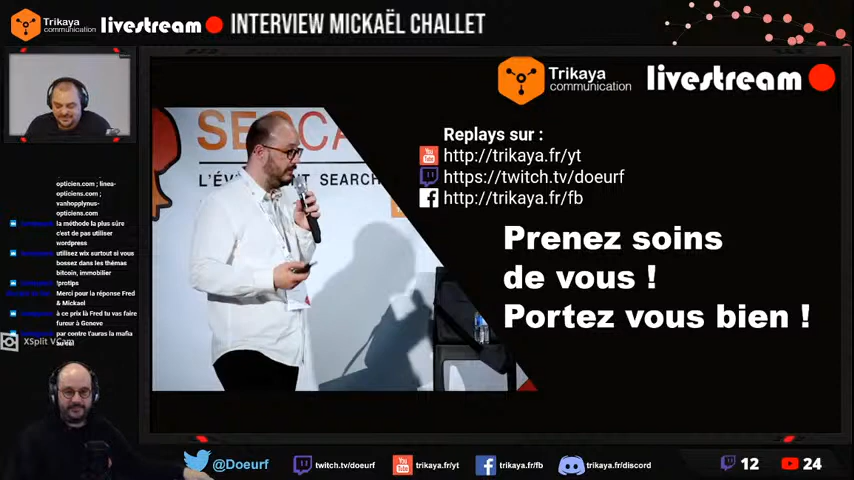 Trikaya
communication
livestream
INTERVIEW MICKAËL CHALLET
Trikaya
communication
livestream
Replays sur :
http://trikaya.fr/yt
https://twitch.tv/doeurf
http://trikaya.fr/fb
Prenez soins
de vous !
Portez vous bien !
L'ÉV NT SEARCH
opticien.com ; linea-
opticiens.com ;
vanhopplynus-
opticiens.com
la méthode la plus sûre
c'est de pas utiliser
wordpress
utilisez wix surtout si vous
bossez dans les thémas
bitcoin, immobilier
!protips
Merci pour la réponse Fred
& Mickael
à ce prix là Fred tu vas faire
fureur à Geneve
par contre t'auras la mafia
XSplit VCam
@Doeurf
twitch.tv/doeurf
trikaya.fr/yt
trikaya.fr/fb
trikaya.fr/discord
12
24